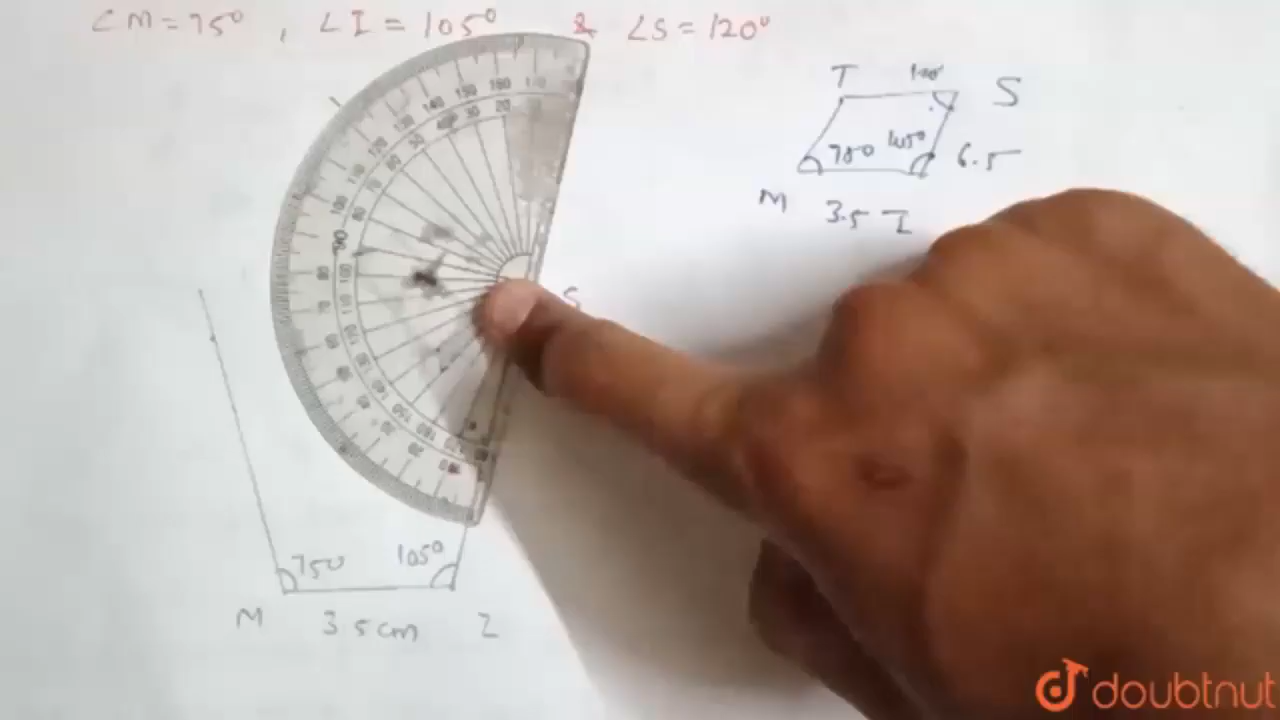 ∠M = 75° , ∠I = 105° & ∠S = 120°
T 120° S
75° 105° 6.5
M 3.5 I
S
75° 105°
M 3.5 cm I
doubtnut